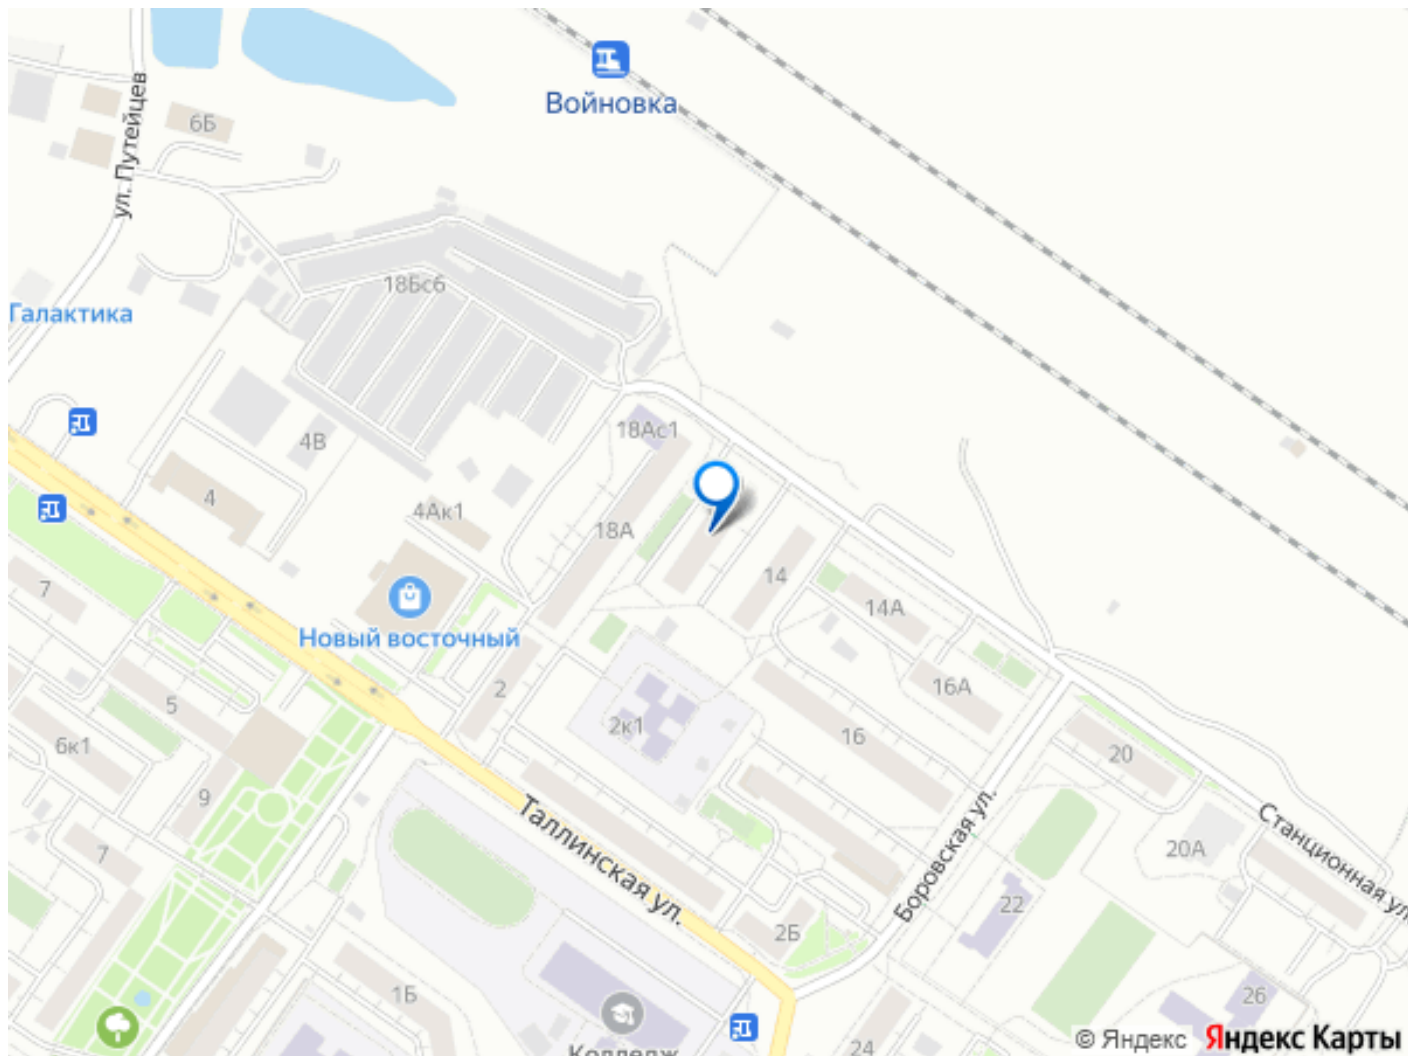 Войновка
ул. Путейцев
6Б
18Бс6
Галактика
4В
18Ас1
4
4Ак1
18А
7
14
14А
Новый восточный
2
16А
5
2к1
16
6к1
20
9
Таллинская ул.
Боровская ул.
Станционная ул.
20А
7
22
2Б
1Б
26
Колледж
24
© Яндекс Яндекс Карты